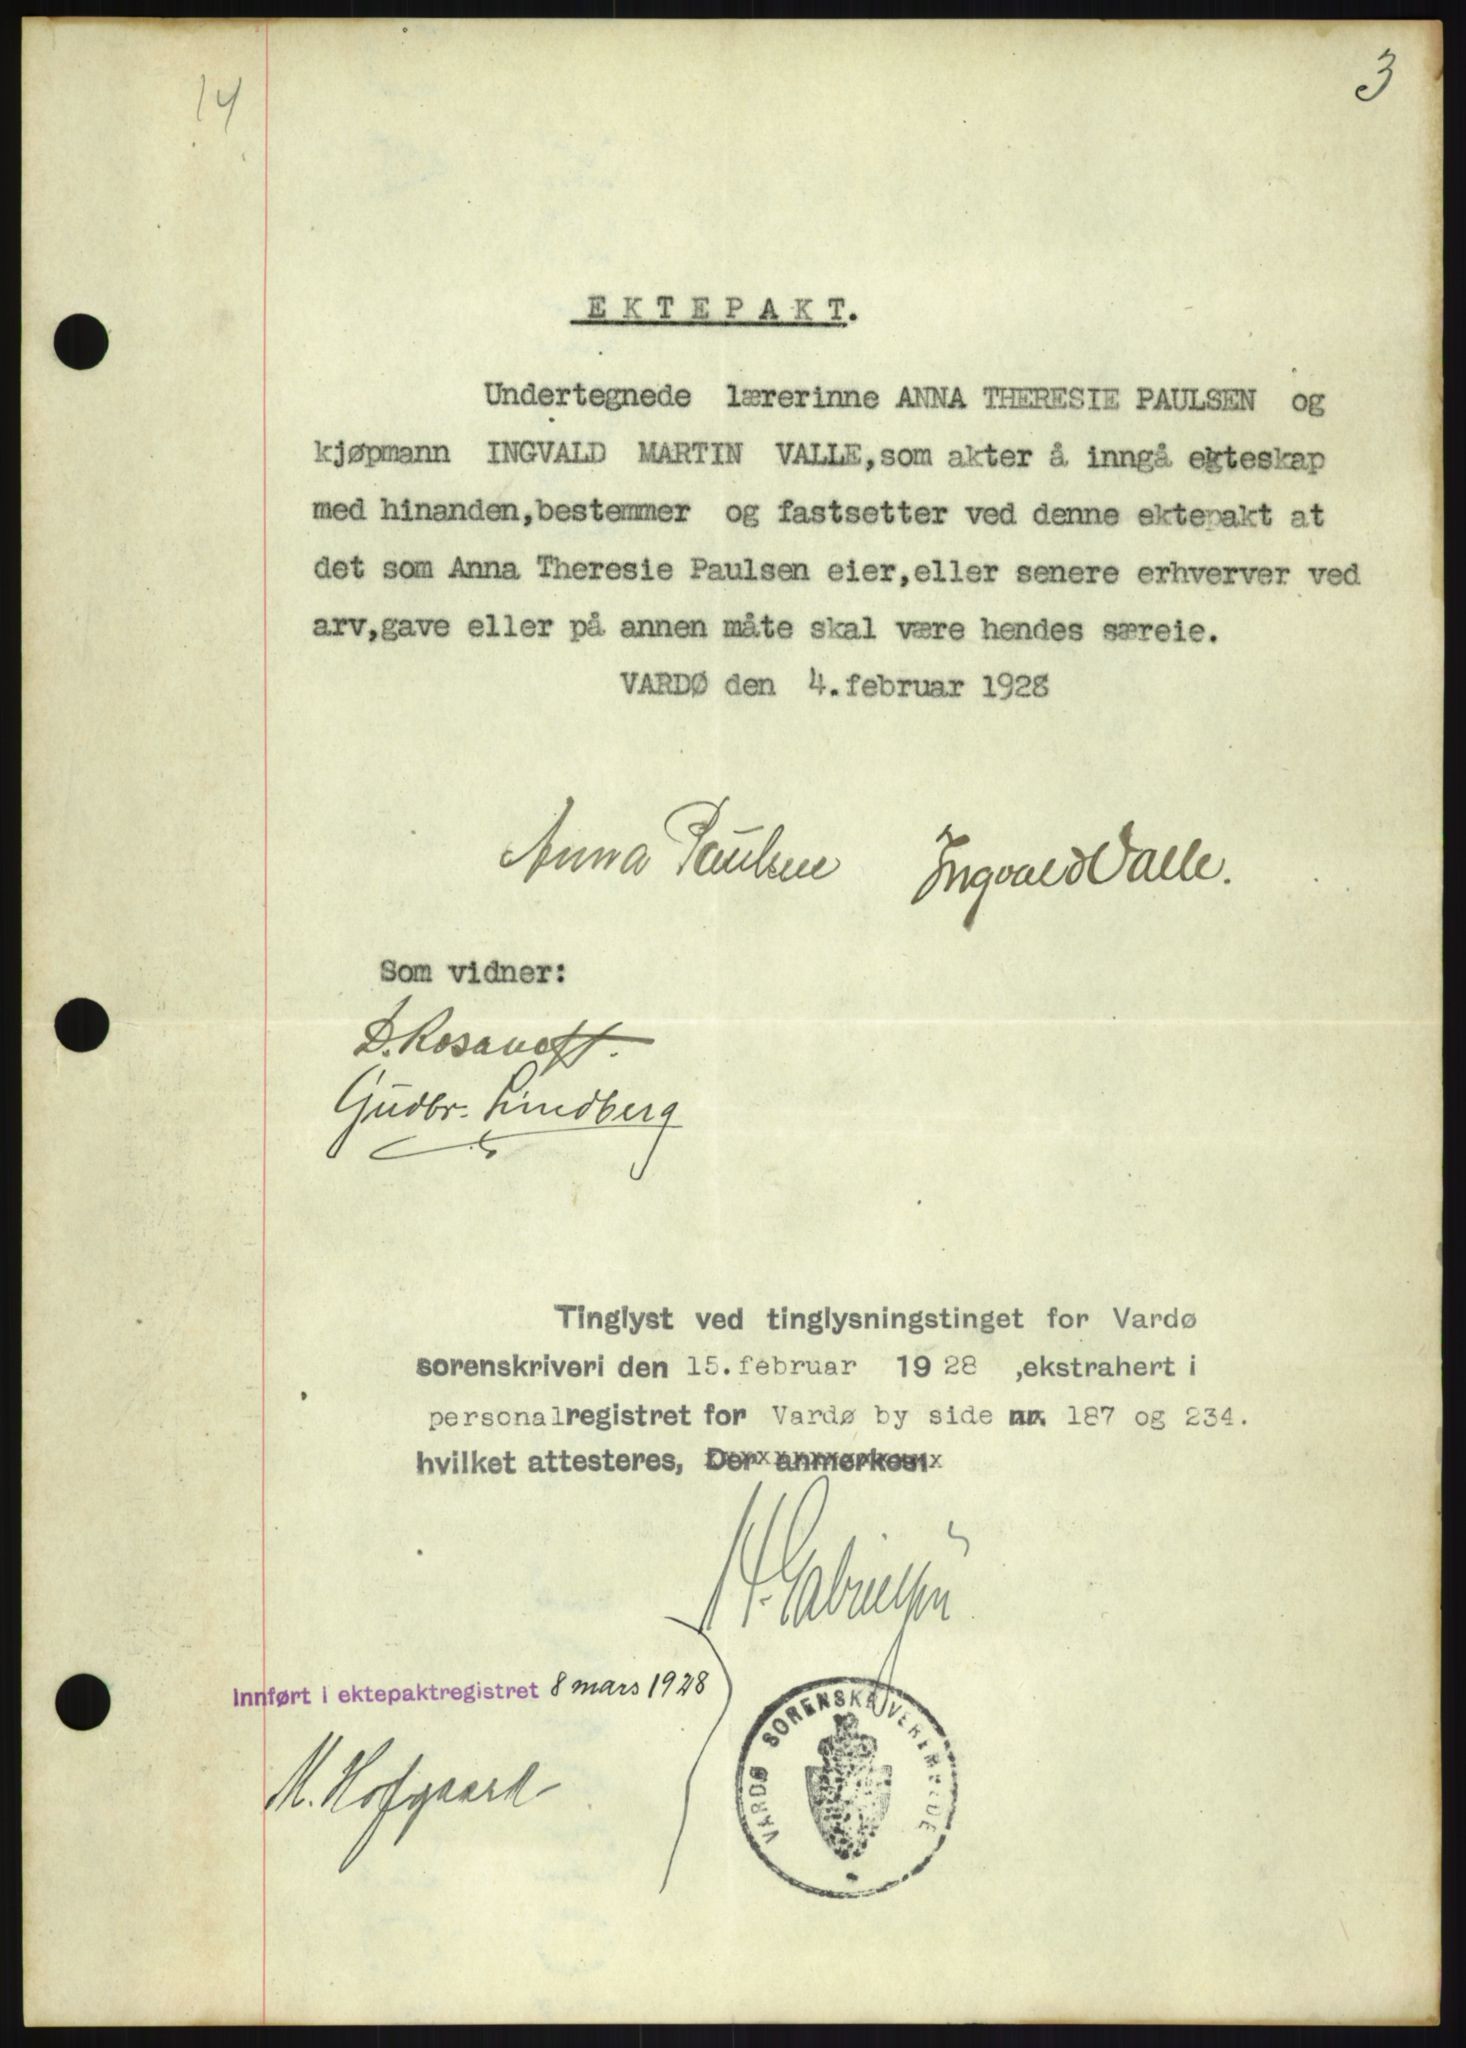 14
3
EKTEPAKT.
Undertegnede lærerinne ANNA THERESIE PAULSEN og
kjøpmann INGVALD MARTIN VALLE, som akter å inngå egteskap
med hinanden, bestemmer og fastsetter ved denne ektepakt at
det som Anna Theresie Paulsen eier, eller senere erhverver ved
arv, gave eller på annen måte skal være hendes særeie.
VARDØ den 4. februar 1928
Anna Paulsen Ingvald Valle.
Som vidner:
D. Rosanoff.
Gudbr. Lindberg
Tinglyst ved tinglysningstinget for Vardø
sorenskriveri den 15. februar 1928, ekstrahert i
personalregistret for Vardø by side nr. 187 og 234.
hvilket attesteres, Der anmerkes
H. Gabrielsen
Innført i ektepaktregistret 8 mars 1928
M. Hofgaard
VARDØ SORENSKRIVEREMBEDE